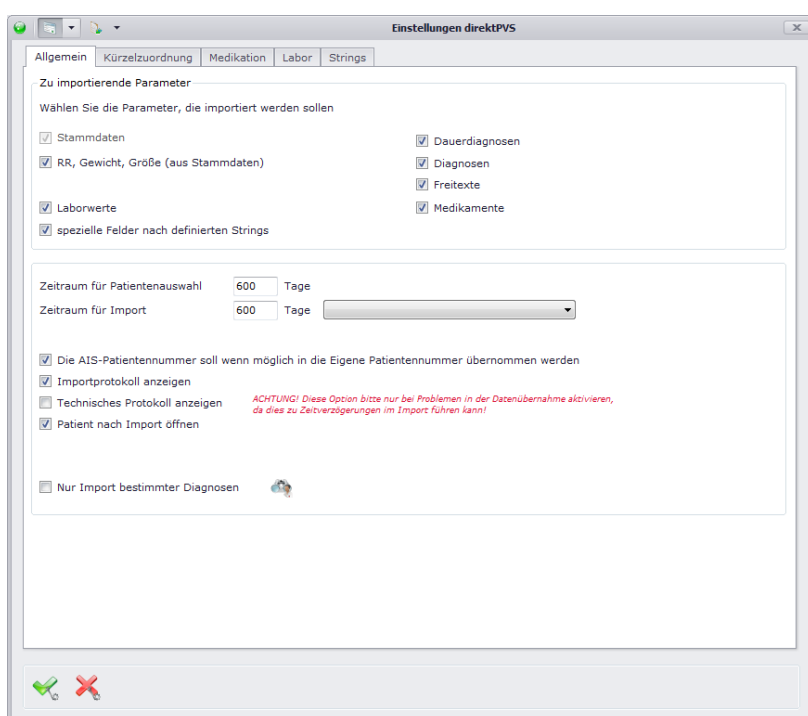 Einstellungen direktPVS
Allgemein Kürzelzuordnung Medikation Labor Strings
Zu importierende Parameter
Wählen Sie die Parameter, die importiert werden sollen
Stammdaten
RR, Gewicht, Größe (aus Stammdaten)
Laborwerte
spezielle Felder nach definierten Strings
Dauerdiagnosen
Diagnosen
Freitexte
Medikamente
Zeitraum für Patientenauswahl 600 Tage
Zeitraum für Import 600 Tage
Die AIS-Patientennummer soll wenn möglich in die Eigene Patientennummer übernommen werden
Importprotokoll anzeigen
Technisches Protokoll anzeigen
ACHTUNG! Diese Option bitte nur bei Problemen in der Datenübernahme aktivieren,
da dies zu Zeitverzögerungen im Import führen kann!
Patient nach Import öffnen
Nur Import bestimmter Diagnosen